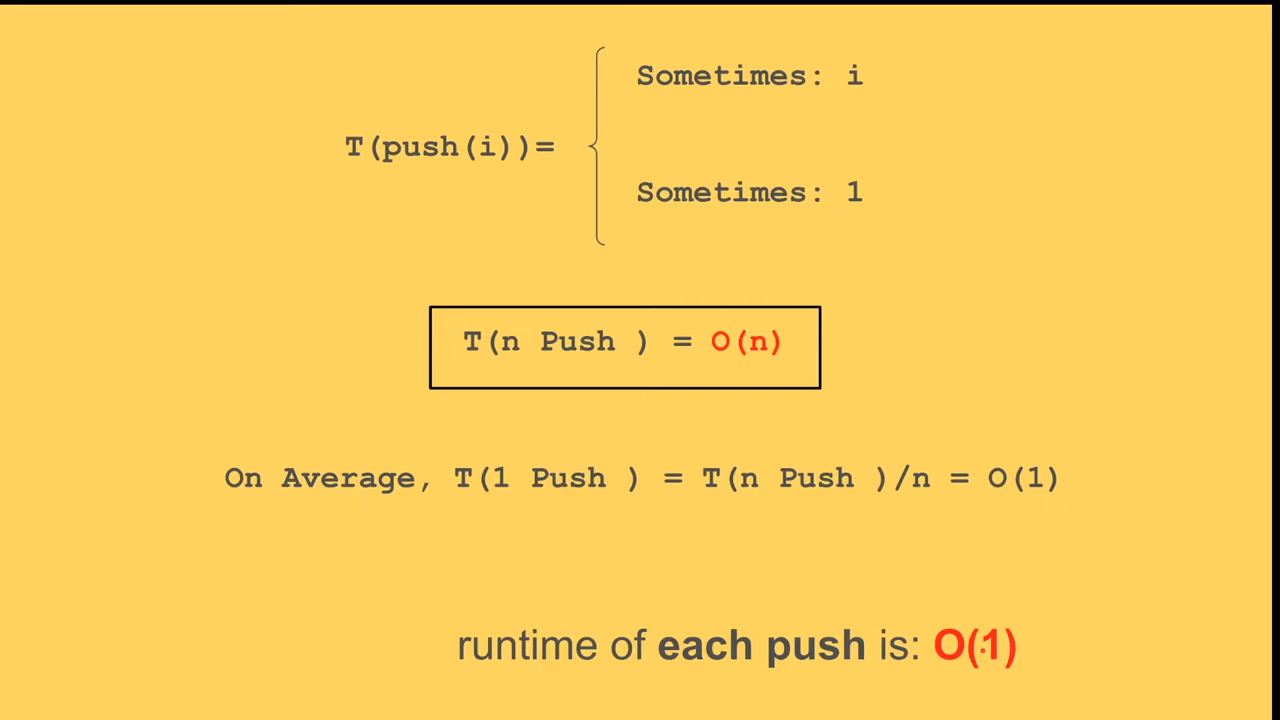 Sometimes: i
T(push(i))=
Sometimes: 1
T(n Push ) = O(n)
On Average, T(1 Push ) = T(n Push )/n = O(1)
runtime of each push is: O(1)